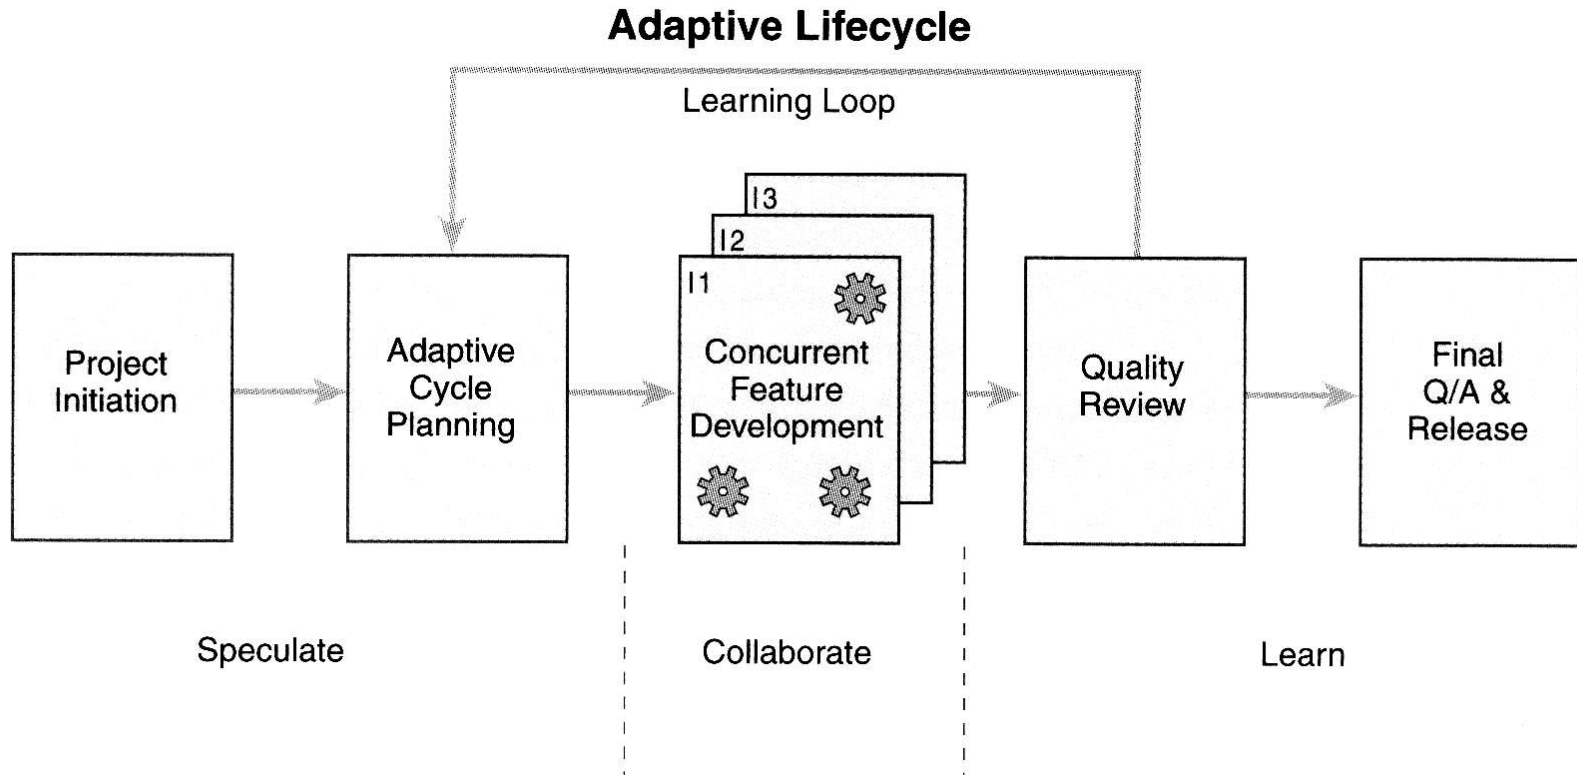 Adaptive Lifecycle
Learning Loop
Project
Initiation
Adaptive
Cycle
Planning
I3
I2
I1
Concurrent
Feature
Development
Quality
Review
Final
Q/A &
Release
Speculate
Collaborate
Learn